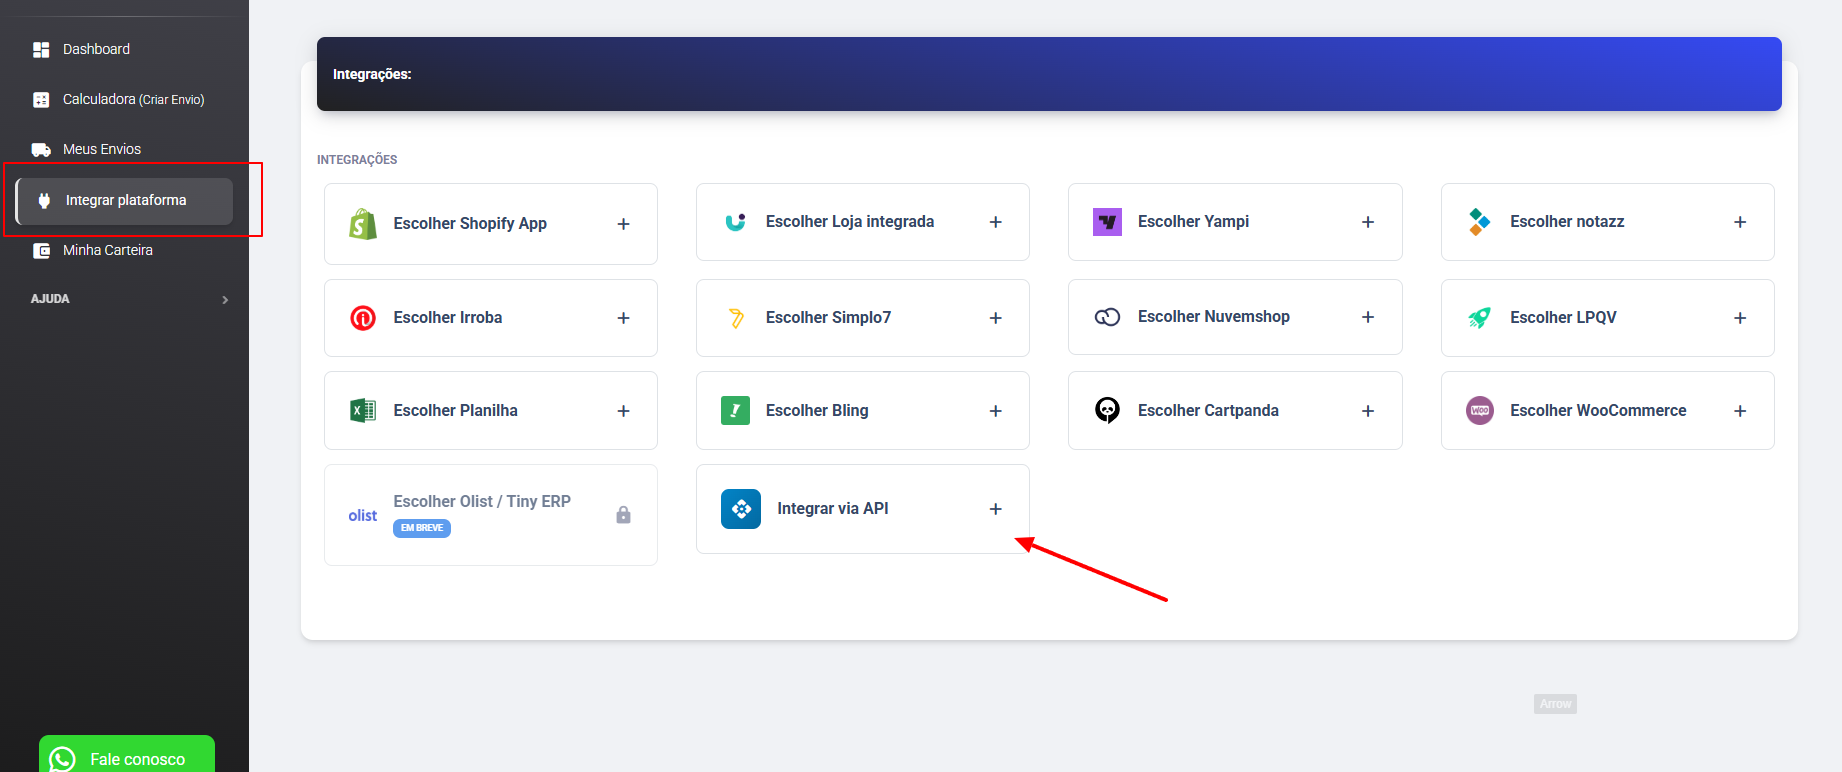 Dashboard
Calculadora (Criar Envio)
Meus Envios
Integrar plataforma
Minha Carteira
AJUDA
Fale conosco
Integrações:
INTEGRAÇÕES
Escolher Shopify App
Escolher Loja integrada
Escolher Yampi
Escolher notazz
Escolher Irroba
Escolher Simplo7
Escolher Nuvemshop
Escolher LPQV
Escolher Planilha
Escolher Bling
Escolher Cartpanda
WOO
Escolher WooCommerce
olist
Escolher Olist / Tiny ERP
EM BREVE
Integrar via API
Arrow